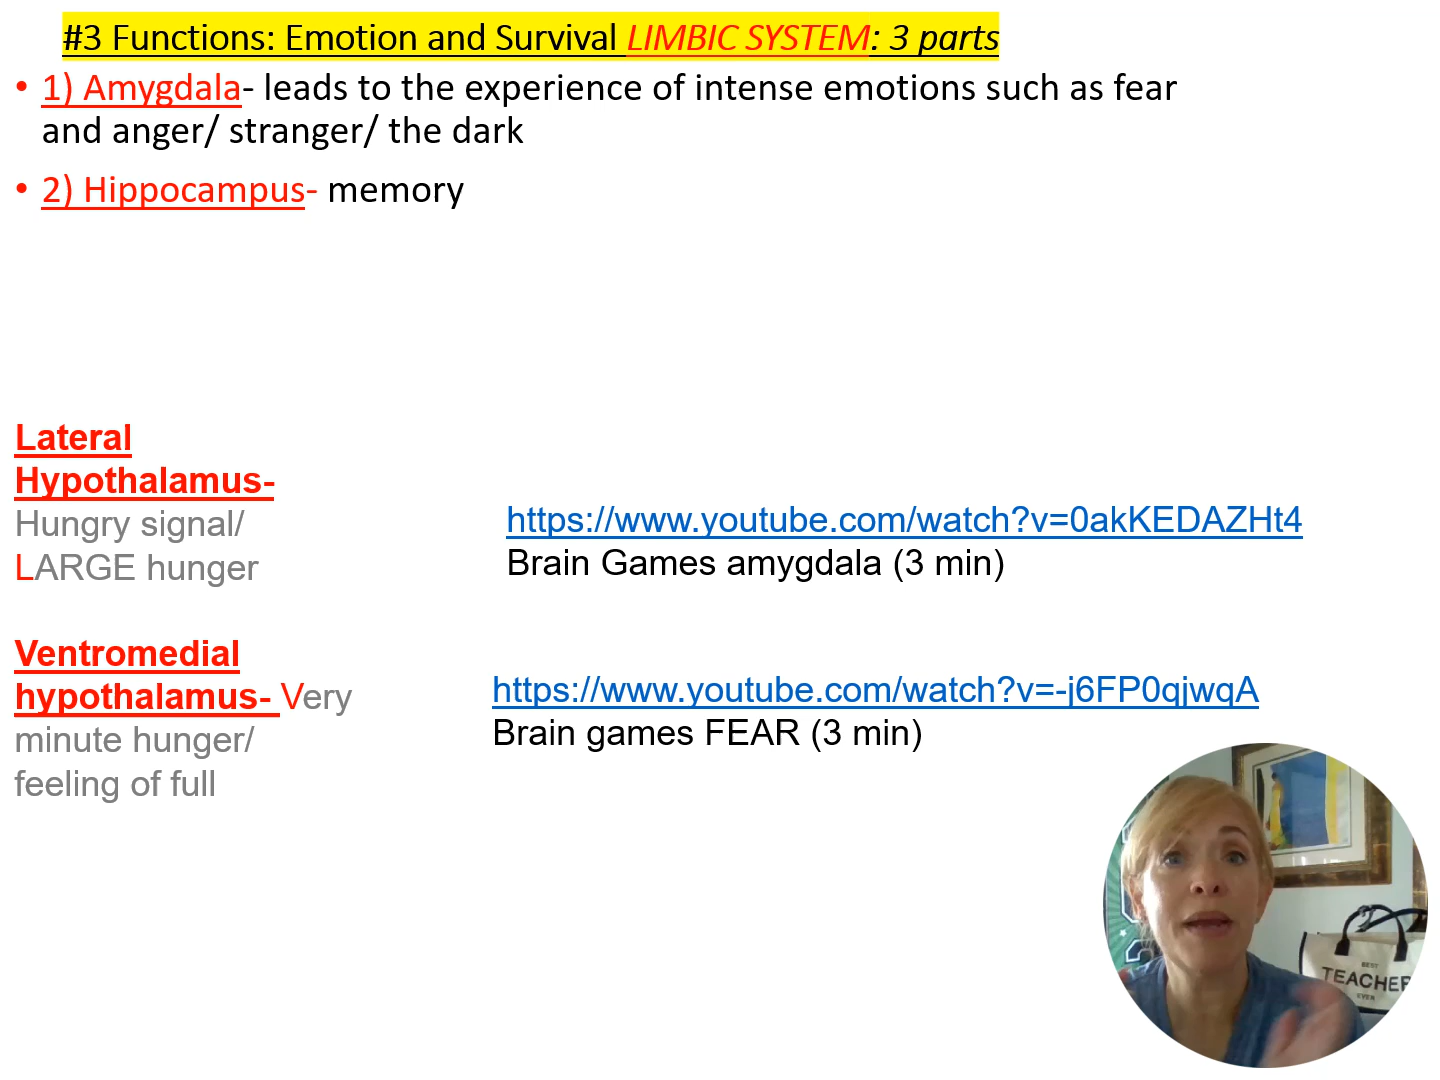 #3 Functions: Emotion and Survival LIMBIC SYSTEM: 3 parts
• 1) Amygdala- leads to the experience of intense emotions such as fear
and anger/ stranger/ the dark
• 2) Hippocampus- memory
Lateral
Hypothalamus-
Hungry signal/
LARGE hunger
Ventromedial
hypothalamus- Very
minute hunger/
feeling of full
https://www.youtube.com/watch?v=0akKEDAZHt4
Brain Games amygdala (3 min)
https://www.youtube.com/watch?v=-j6FP0qjwqA
Brain games FEAR (3 min)
BEST
TEACHER
EVER